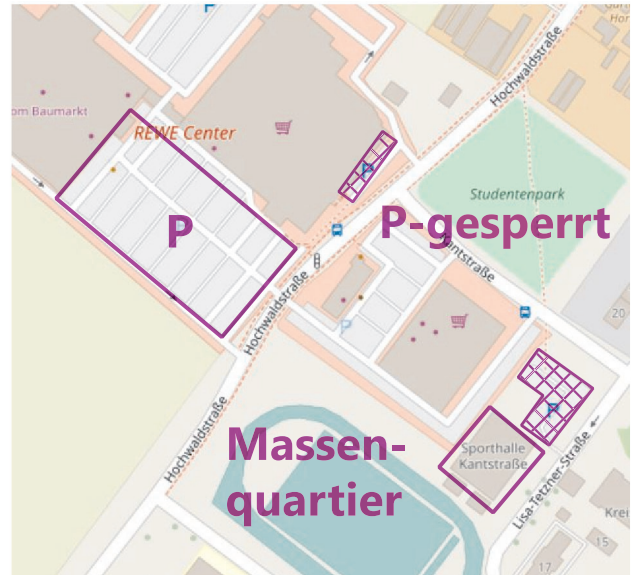 P
Hochwaldstraße
om Baumarkt
REWE Center
P
Studentenpark
P
P-gesperrt
Kantstraße
Hochwaldstraße
P
20
P
Hochwaldstraße
Massen-
quartier
Sporthalle
Kantstraße
Lisa-Tetzner-Straße
Krei
15
17